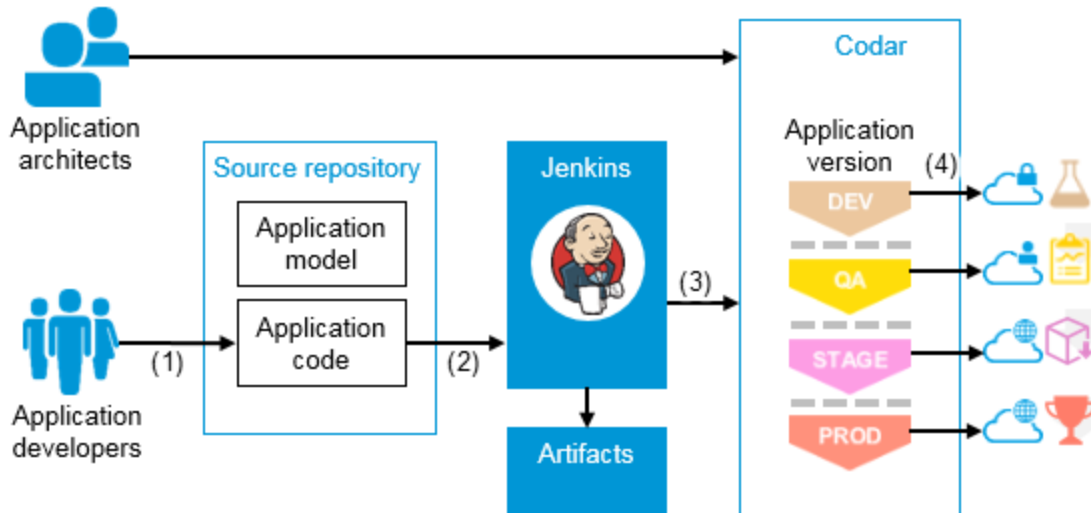 Codar
Application
architects
Source repository
Jenkins
Application
version
(4)
DEV
Application
model
QA
(3)
Application
code
(1)
(2)
STAGE
Application
developers
PROD
Artifacts